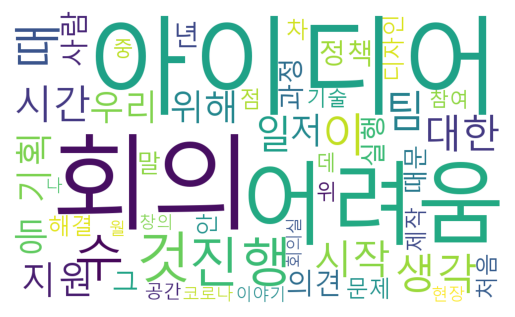 아이디어
회의
어려움
때
사람
중
년
차
정책
디자인
시간
우리
위해
점
과정
기술
참여
팀
일저
이
실행
대한
기획
말
데
때문
위
나
등
해결
월
수
창의
안
회의실
것
진행
시작
생각
제작
처음
지원
그
공간
코로나
이야기
의견
문제
현장